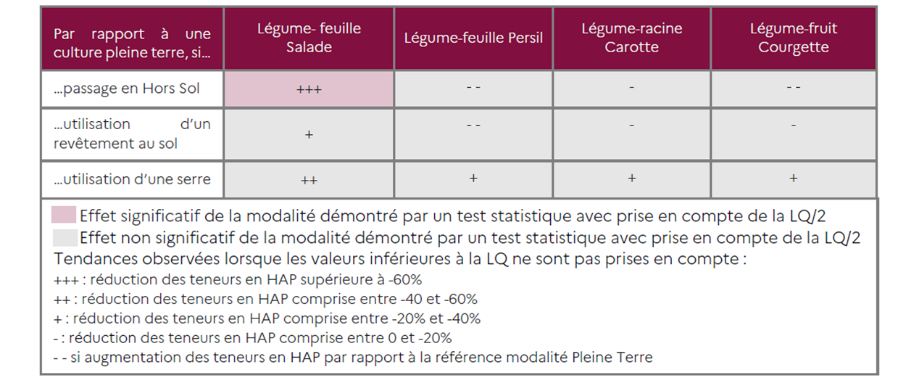 Par rapport à une culture pleine terre, si… | Légume- feuille Salade | Légume-feuille Persil | Légume-racine Carotte | Légume-fruit Courgette
…passage en Hors Sol | +++ | - - | - | - -
…utilisation d’un revêtement au sol | + | - - | - | -
…utilisation d’une serre | ++ | + | + | +
Effet significatif de la modalité démontré par un test statistique avec prise en compte de la LQ/2
Effet non significatif de la modalité démontré par un test statistique avec prise en compte de la LQ/2
Tendances observées lorsque les valeurs inférieures à la LQ ne sont pas prises en compte :
+++ : réduction des teneurs en HAP supérieure à -60%
++ : réduction des teneurs en HAP comprise entre -40 et -60%
+ : réduction des teneurs en HAP comprise entre -20% et -40%
- : réduction des teneurs en HAP comprise entre 0 et -20%
- - si augmentation des teneurs en HAP par rapport à la référence modalité Pleine Terre